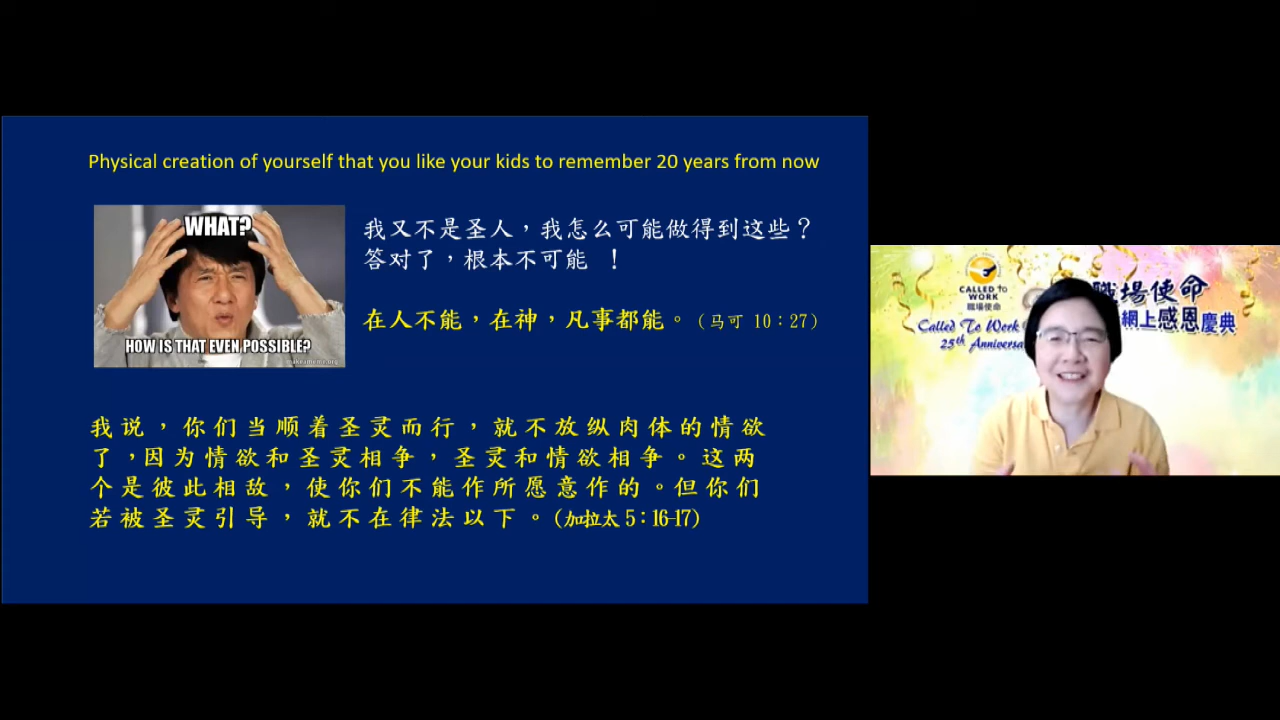 Physical creation of yourself that you like your kids to remember 20 years from now
WHAT?
HOW IS THAT EVEN POSSIBLE?
makeameme.org
我又不是圣人，我怎么可能做得到这些？
答对了，根本不可能 ！
在人不能，在神，凡事都能。（马可 10：27）
我说，你们当顺着圣灵而行，就不放纵肉体的情欲
了,因为情欲和圣灵相争，圣灵和情欲相争。这两
个是彼此相敌，使你们不能作所愿意作的。但你们
若被圣灵引导，就不在律法以下。(加拉太 5：16-17)
CALLED TO
WORK
職場使命
職場使命
Called To Work
網上感恩慶典
25th